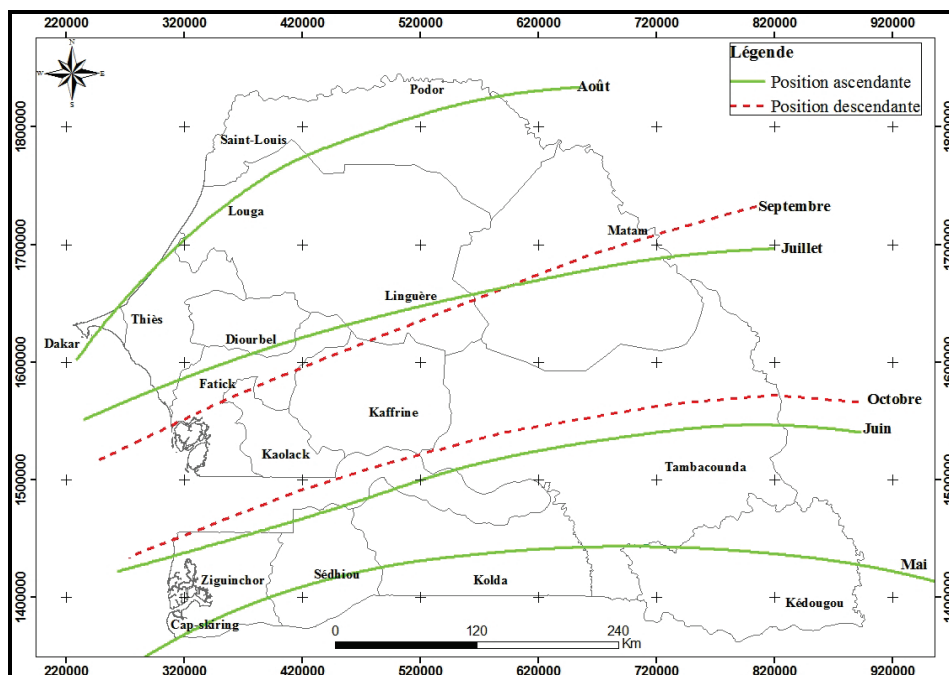 220000 320000 420000 520000 620000 720000 820000 920000
N
W E
S
Légende
Position ascendante
Position descendante
Podor
Août
1800000
1800000
Saint-Louis
Louga
Septembre
Matam
Juillet
1700000
1700000
Linguère
Thiès
Dakar
Diourbel
1600000
1600000
Fatick
Kaffrine
Octobre
Juin
Kaolack
Tambacounda
1500000
1500000
Mai
Ziguinchor
Sédhiou
Kolda
Kédougou
1400000
1400000
Cap-skiring
0 120 240
Km
220000 320000 420000 520000 620000 720000 820000 920000